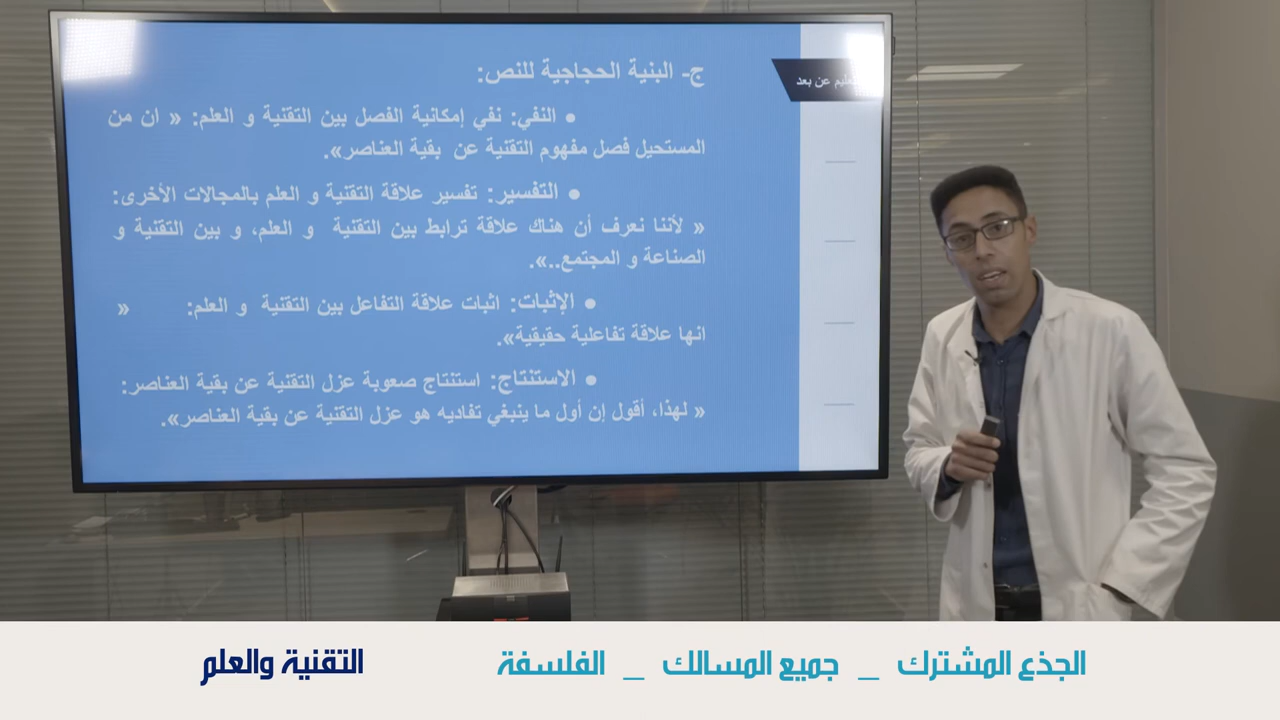 ج- البنية الحجاجية للنص:
• النفي: نفي إمكانية الفصل بين التقنية و العلم: « ان من
المستحيل فصل مفهوم التقنية عن بقية العناصر».
• التفسير: تفسير علاقة التقنية و العلم بالمجالات الأخرى:
« لأننا نعرف أن هناك علاقة ترابط بين التقنية و العلم، و بين التقنية و
الصناعة و المجتمع..».
• الإثبات: اثبات علاقة التفاعل بين التقنية و العلم: «
انها علاقة تفاعلية حقيقية».
• الاستنتاج: استنتاج صعوبة عزل التقنية عن بقية العناصر:
« لهذا، أقول إن أول ما ينبغي تفاديه هو عزل التقنية عن بقية العناصر».
عن بعد
الجذع المشترك _ جميع المسالك _ الفلسفة
التقنية والعلم